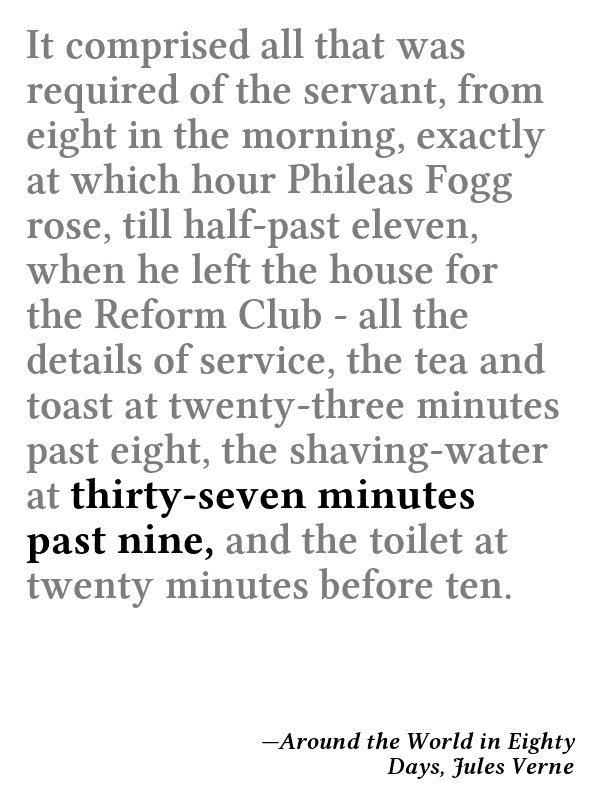 It comprised all that was
required of the servant, from
eight in the morning, exactly
at which hour Phileas Fogg
rose, till half-past eleven,
when he left the house for
the Reform Club - all the
details of service, the tea and
toast at twenty-three minutes
past eight, the shaving-water
at thirty-seven minutes
past nine, and the toilet at
twenty minutes before ten.
—Around the World in Eighty
Days, Jules Verne